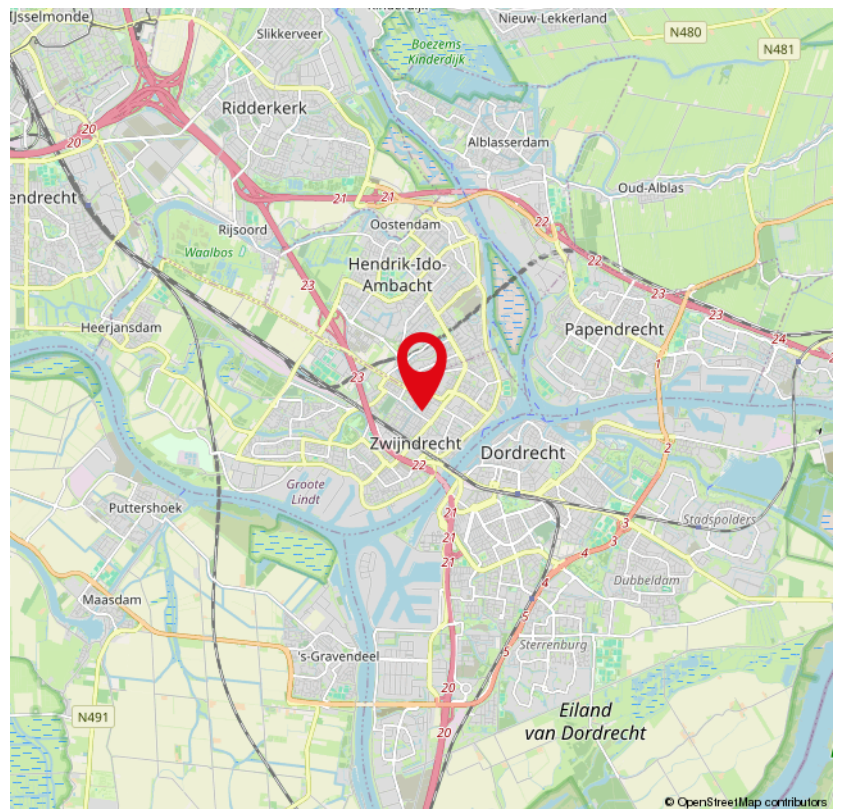 IJsselmonde
Slikkerveer
Nieuw-Lekkerland
N480
N481
Boezems
Kinderdijk
Ridderkerk
20
20
Alblasserdam
Oud-Alblas
endrecht
21
21
22
Oostendam
Rijsoord
Waalbos
Hendrik-Ido-
Ambacht
22
23
23
23
24
2
Heerjansdam
Papendrecht
1
23
Zwijndrecht
Dordrecht
2
22
Groote
Lindt
Puttershoek
21
21
21
Stadspolders
3
3
4
4
Dubbeldam
Maasdam
5
Sterrenburg
's-Gravendeel
5
20
20
N491
Eiland
van Dordrecht
© OpenStreetMap contributors